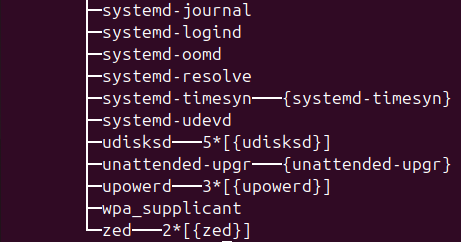 ├─systemd-journal
├─systemd-logind
├─systemd-oomd
├─systemd-resolve
├─systemd-timesyn───{systemd-timesyn}
├─systemd-udevd
├─udisksd───5*[{udisksd}]
├─unattended-upgr───{unattended-upgr}
├─upowerd───3*[{upowerd}]
├─wpa_supplicant
└─zed───2*[{zed}]